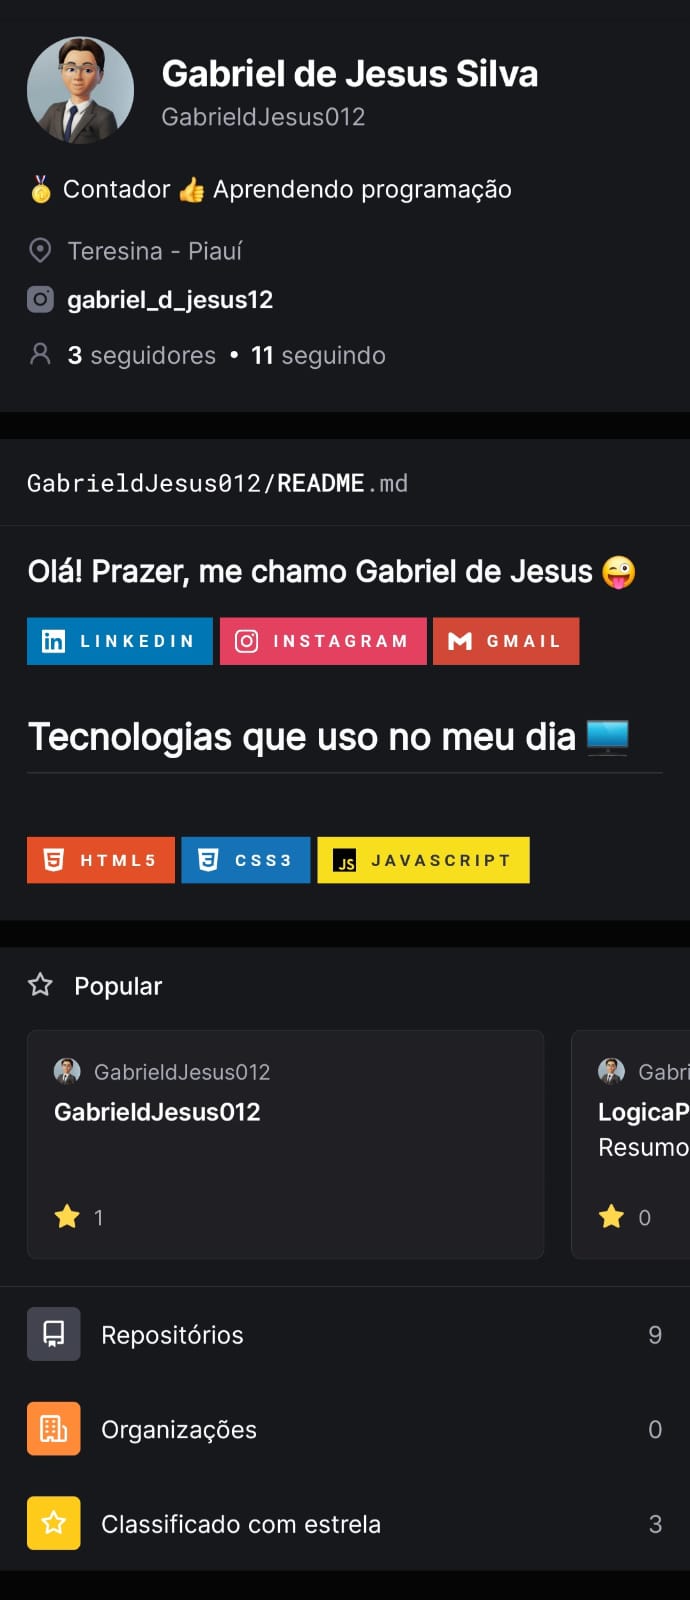 Gabriel de Jesus Silva
GabrieldJesus012
🏅 Contador 👍 Aprendendo programação
Teresina - Piauí
gabriel_d_jesus12
3 seguidores • 11 seguindo
GabrieldJesus012/README.md
Olá! Prazer, me chamo Gabriel de Jesus 😜
LINKEDIN INSTAGRAM GMAIL
Tecnologias que uso no meu dia 🖥️
HTML5 CSS3 JS JAVASCRIPT
Popular
GabrieldJesus012 Gabri
GabrieldJesus012 LogicaP
Resumo
1 0
Repositórios 9
Organizações 0
Classificado com estrela 3